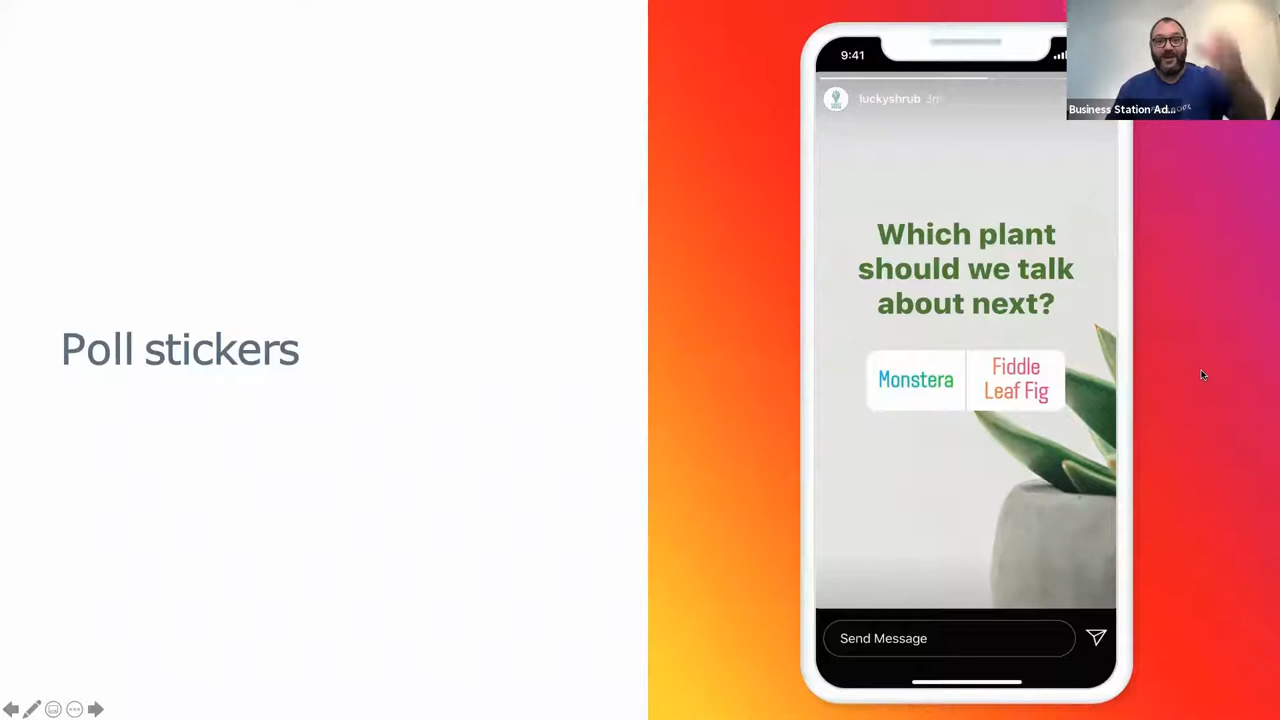 Poll stickers
9:41
luckyshrub 3m
Which plant
should we talk
about next?
Monstera
Fiddle
Leaf Fig
Send Message
Business Station Ad...